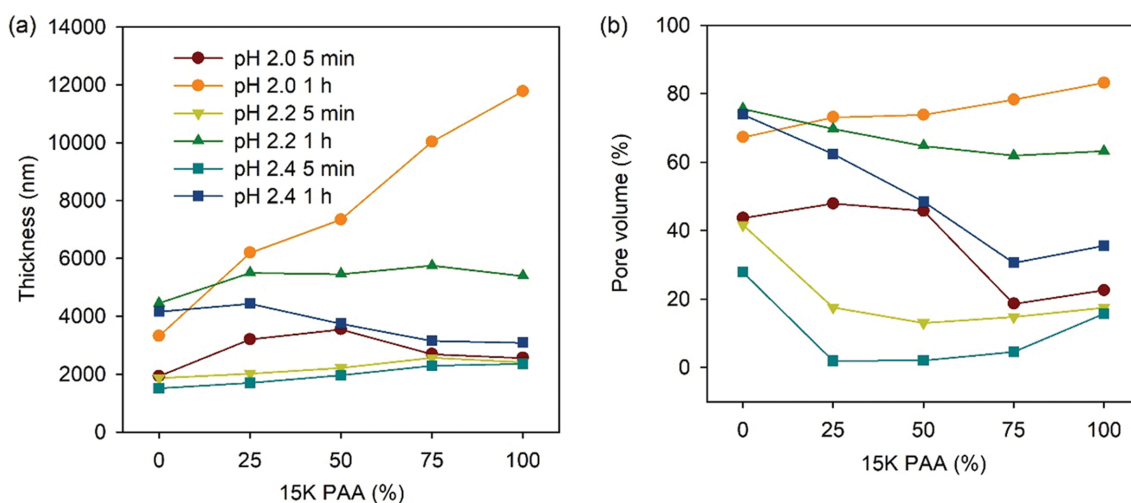 (a)
14000
12000
10000
8000
6000
4000
2000
0
Thickness (nm)
pH 2.0 5 min
pH 2.0 1 h
pH 2.2 5 min
pH 2.2 1 h
pH 2.4 5 min
pH 2.4 1 h
0 25 50 75 100
15K PAA (%)
(b)
100
80
60
40
20
0
Pore volume (%)
0 25 50 75 100
15K PAA (%)